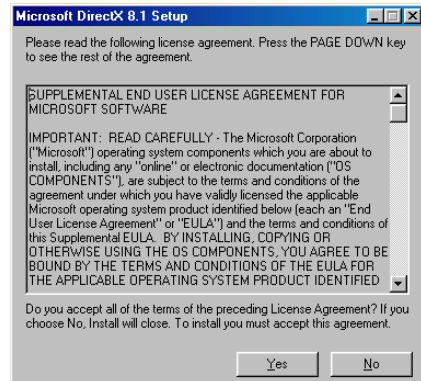 Microsoft DirectX 8.1 Setup
Please read the following license agreement. Press the PAGE DOWN key
to see the rest of the agreement.
SUPPLEMENTAL END USER LICENSE AGREEMENT FOR
MICROSOFT SOFTWARE
IMPORTANT: READ CAREFULLY - The Microsoft Corporation
("Microsoft") operating system components which you are about to
install, including any "online" or electronic documentation ("OS
COMPONENTS"), are subject to the terms and conditions of the
agreement under which you have validly licensed the applicable
Microsoft operating system product identified below (each an "End
User License Agreement" or "EULA") and the terms and conditions of
this Supplemental EULA. BY INSTALLING, COPYING OR
OTHERWISE USING THE OS COMPONENTS, YOU AGREE TO BE
BOUND BY THE TERMS AND CONDITIONS OF THE EULA FOR
THE APPLICABLE OPERATING SYSTEM PRODUCT IDENTIFIED
Do you accept all of the terms of the preceding License Agreement? If you
choose No, Install will close. To install you must accept this agreement.
Yes
No